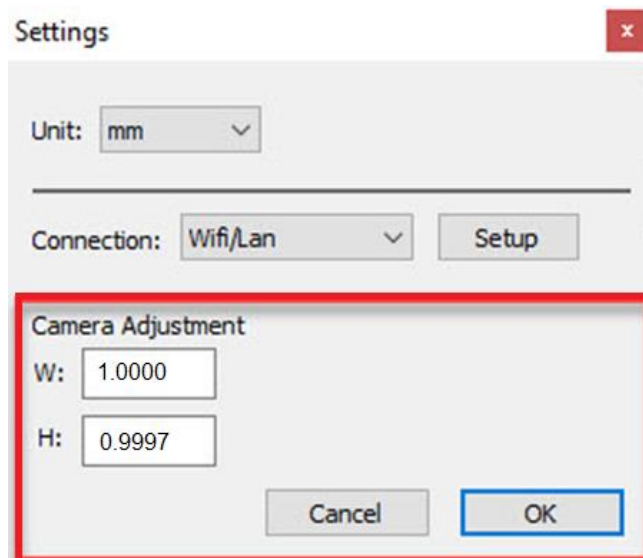 Settings
x
Unit: mm
Connection: Wifi/Lan Setup
Camera Adjustment
W: 1.0000
H: 0.9997
Cancel OK